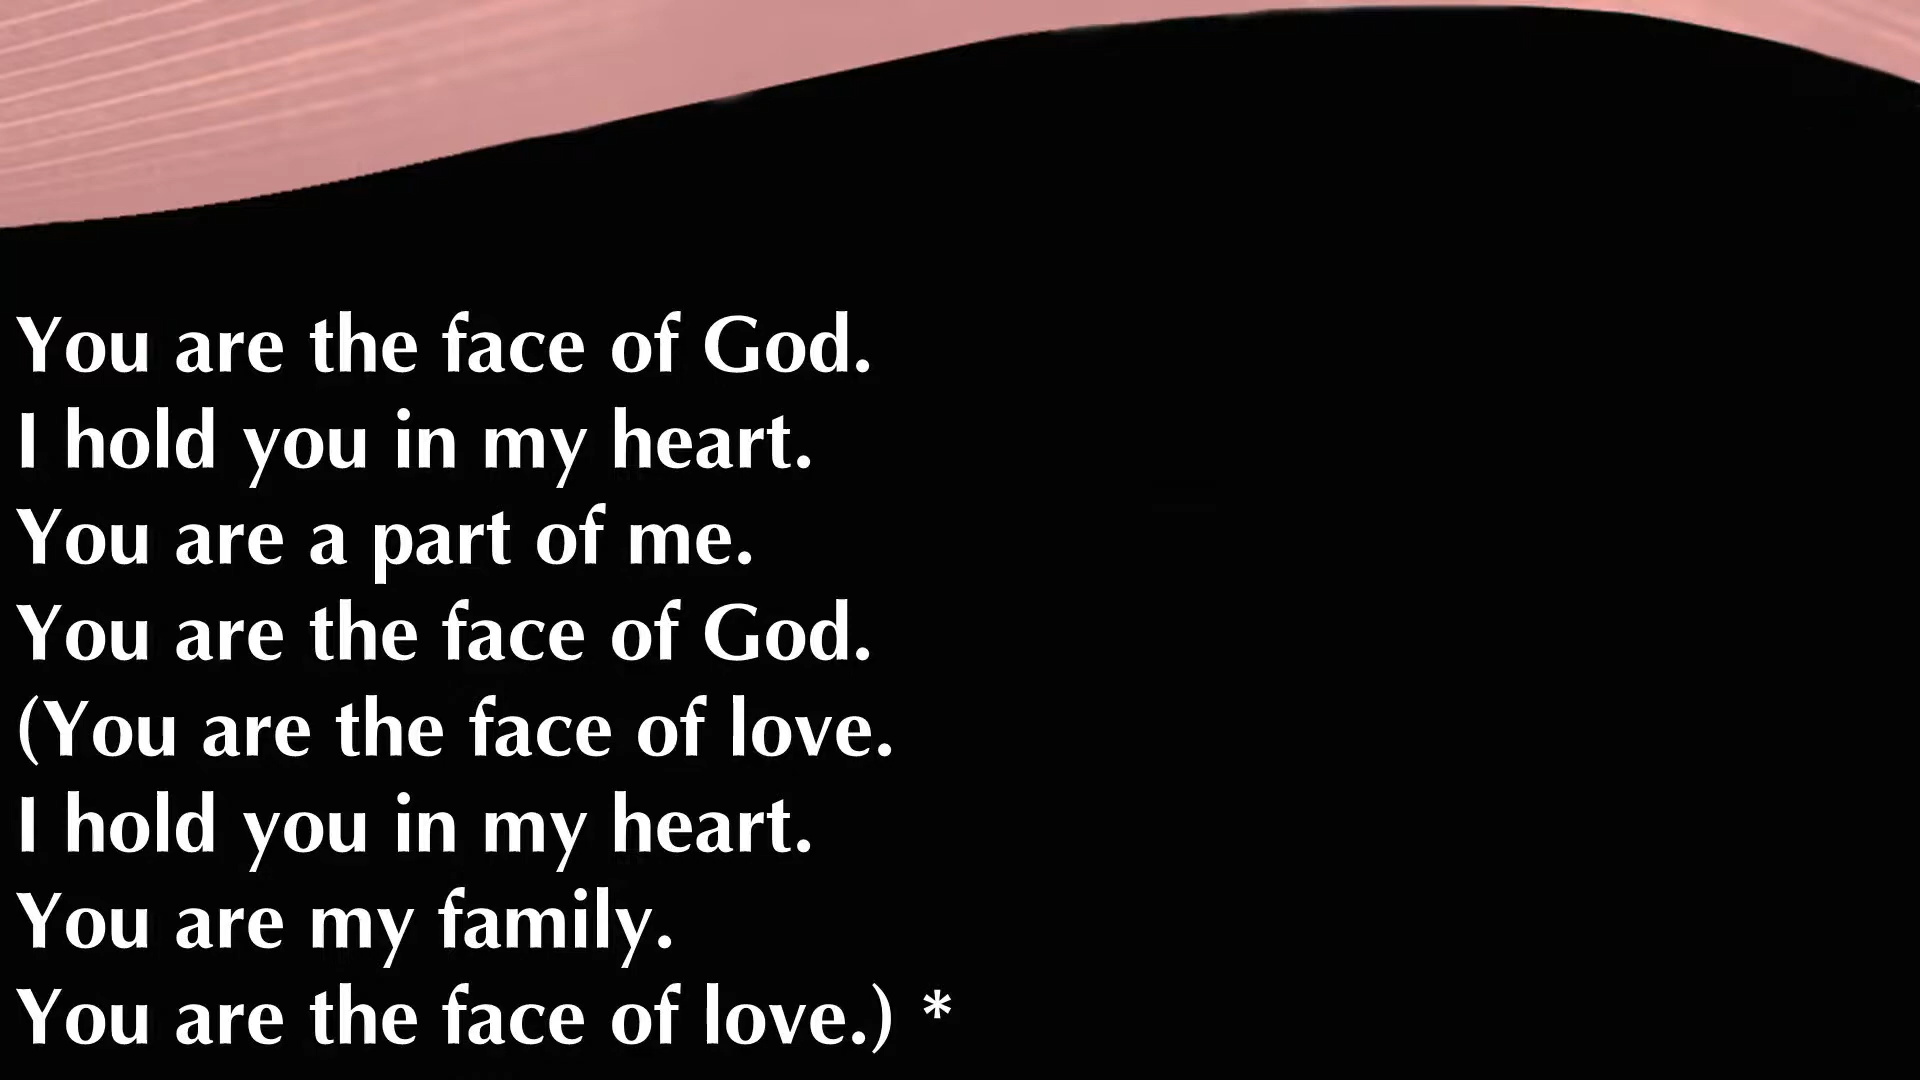 You are the face of God.
I hold you in my heart.
You are a part of me.
You are the face of God.
(You are the face of love.
I hold you in my heart.
You are my family.
You are the face of love.) *